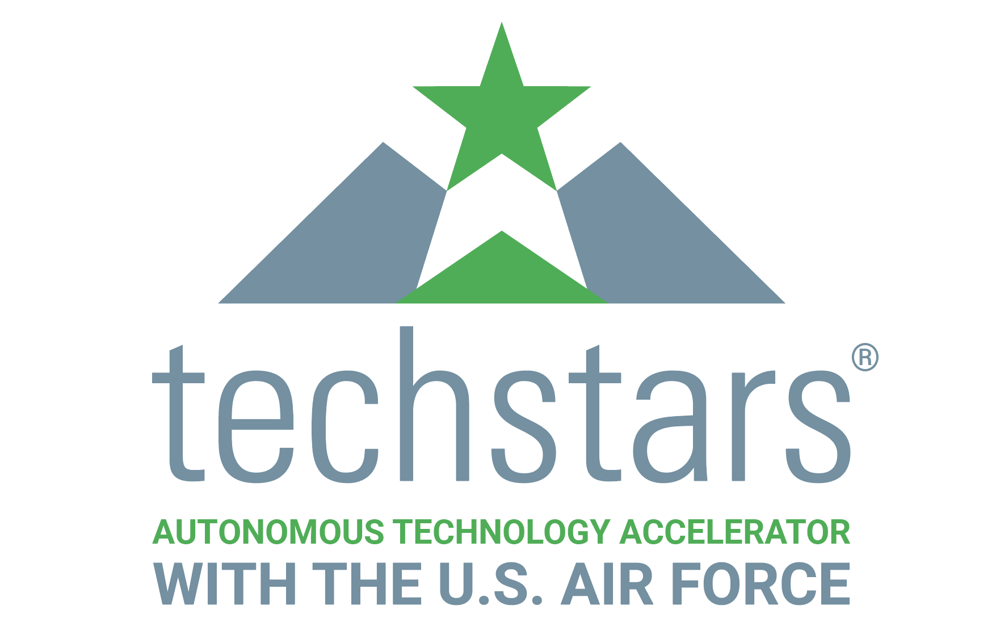 techstars®
AUTONOMOUS TECHNOLOGY ACCELERATOR
WITH THE U.S. AIR FORCE